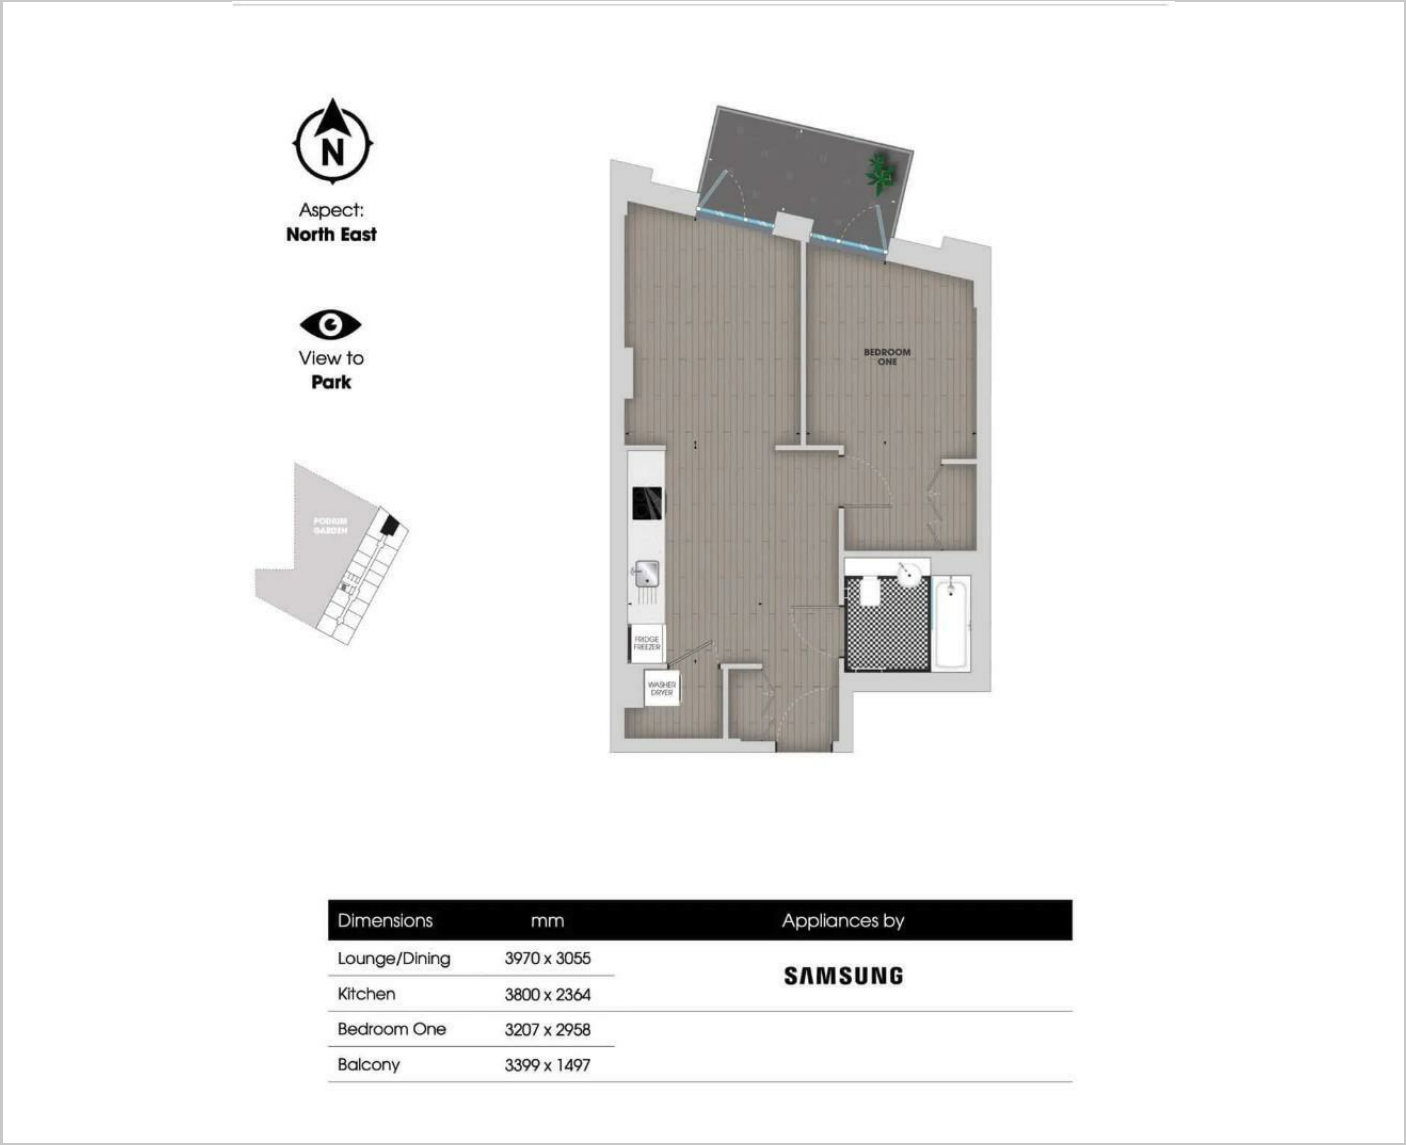 N
Aspect:
North East
View to
Park
PODIUM
GARDEN
BEDROOM
ONE
FRIDGE
FREEZER
WASHER
DRYER
Dimensions mm Appliances by
Lounge/Dining 3970 x 3055
SAMSUNG
Kitchen 3800 x 2364
Bedroom One 3207 x 2958
Balcony 3399 x 1497